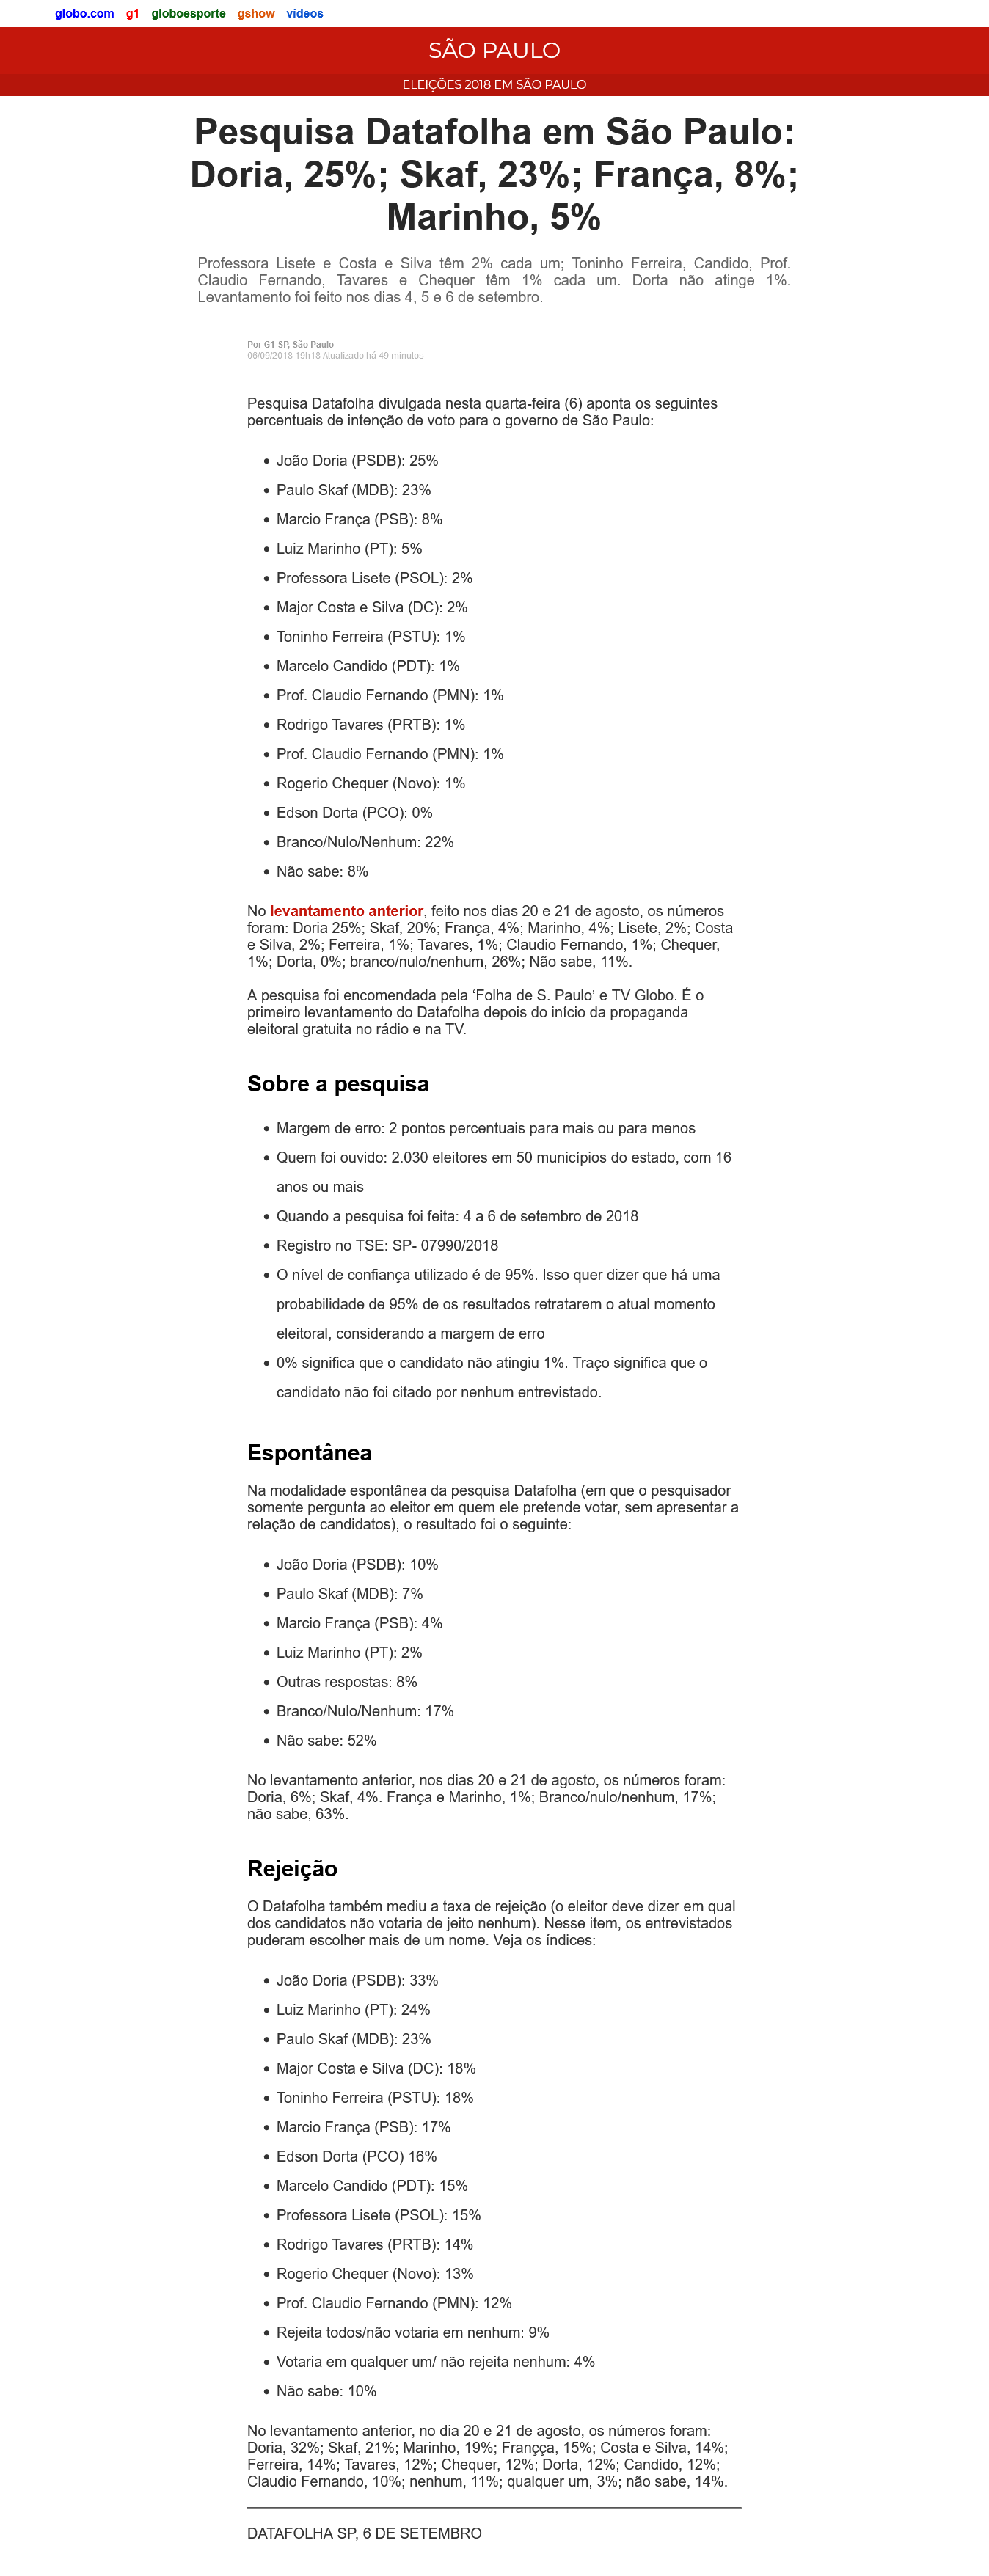 globo.com g1 globoesporte gshow vídeos
SÃO PAULO
ELEIÇÕES 2018 EM SÃO PAULO
Pesquisa Datafolha em São Paulo:
Doria, 25%; Skaf, 23%; França, 8%;
Marinho, 5%
Professora Lisete e Costa e Silva têm 2% cada um; Toninho Ferreira, Candido, Prof.
Claudio Fernando, Tavares e Chequer têm 1% cada um. Dorta não atinge 1%.
Levantamento foi feito nos dias 4, 5 e 6 de setembro.
Por G1 SP, São Paulo
06/09/2018 19h18 Atualizado há 49 minutos
Pesquisa Datafolha divulgada nesta quarta-feira (6) aponta os seguintes
percentuais de intenção de voto para o governo de São Paulo:
• João Doria (PSDB): 25%
• Paulo Skaf (MDB): 23%
• Marcio França (PSB): 8%
• Luiz Marinho (PT): 5%
• Professora Lisete (PSOL): 2%
• Major Costa e Silva (DC): 2%
• Toninho Ferreira (PSTU): 1%
• Marcelo Candido (PDT): 1%
• Prof. Claudio Fernando (PMN): 1%
• Rodrigo Tavares (PRTB): 1%
• Prof. Claudio Fernando (PMN): 1%
• Rogerio Chequer (Novo): 1%
• Edson Dorta (PCO): 0%
• Branco/Nulo/Nenhum: 22%
• Não sabe: 8%
No levantamento anterior, feito nos dias 20 e 21 de agosto, os números
foram: Doria 25%; Skaf, 20%; França, 4%; Marinho, 4%; Lisete, 2%; Costa
e Silva, 2%; Ferreira, 1%; Tavares, 1%; Claudio Fernando, 1%; Chequer,
1%; Dorta, 0%; branco/nulo/nenhum, 26%; Não sabe, 11%.
A pesquisa foi encomendada pela ‘Folha de S. Paulo’ e TV Globo. É o
primeiro levantamento do Datafolha depois do início da propaganda
eleitoral gratuita no rádio e na TV.
Sobre a pesquisa
• Margem de erro: 2 pontos percentuais para mais ou para menos
• Quem foi ouvido: 2.030 eleitores em 50 municípios do estado, com 16
anos ou mais
• Quando a pesquisa foi feita: 4 a 6 de setembro de 2018
• Registro no TSE: SP- 07990/2018
• O nível de confiança utilizado é de 95%. Isso quer dizer que há uma
probabilidade de 95% de os resultados retratarem o atual momento
eleitoral, considerando a margem de erro
• 0% significa que o candidato não atingiu 1%. Traço significa que o
candidato não foi citado por nenhum entrevistado.
Espontânea
Na modalidade espontânea da pesquisa Datafolha (em que o pesquisador
somente pergunta ao eleitor em quem ele pretende votar, sem apresentar a
relação de candidatos), o resultado foi o seguinte:
• João Doria (PSDB): 10%
• Paulo Skaf (MDB): 7%
• Marcio França (PSB): 4%
• Luiz Marinho (PT): 2%
• Outras respostas: 8%
• Branco/Nulo/Nenhum: 17%
• Não sabe: 52%
No levantamento anterior, nos dias 20 e 21 de agosto, os números foram:
Doria, 6%; Skaf, 4%. França e Marinho, 1%; Branco/nulo/nenhum, 17%;
não sabe, 63%.
Rejeição
O Datafolha também mediu a taxa de rejeição (o eleitor deve dizer em qual
dos candidatos não votaria de jeito nenhum). Nesse item, os entrevistados
puderam escolher mais de um nome. Veja os índices:
• João Doria (PSDB): 33%
• Luiz Marinho (PT): 24%
• Paulo Skaf (MDB): 23%
• Major Costa e Silva (DC): 18%
• Toninho Ferreira (PSTU): 18%
• Marcio França (PSB): 17%
• Edson Dorta (PCO) 16%
• Marcelo Candido (PDT): 15%
• Professora Lisete (PSOL): 15%
• Rodrigo Tavares (PRTB): 14%
• Rogerio Chequer (Novo): 13%
• Prof. Claudio Fernando (PMN): 12%
• Rejeita todos/não votaria em nenhum: 9%
• Votaria em qualquer um/ não rejeita nenhum: 4%
• Não sabe: 10%
No levantamento anterior, no dia 20 e 21 de agosto, os números foram:
Doria, 32%; Skaf, 21%; Marinho, 19%; Françça, 15%; Costa e Silva, 14%;
Ferreira, 14%; Tavares, 12%; Chequer, 12%; Dorta, 12%; Candido, 12%;
Claudio Fernando, 10%; nenhum, 11%; qualquer um, 3%; não sabe, 14%.
DATAFOLHA SP, 6 DE SETEMBRO